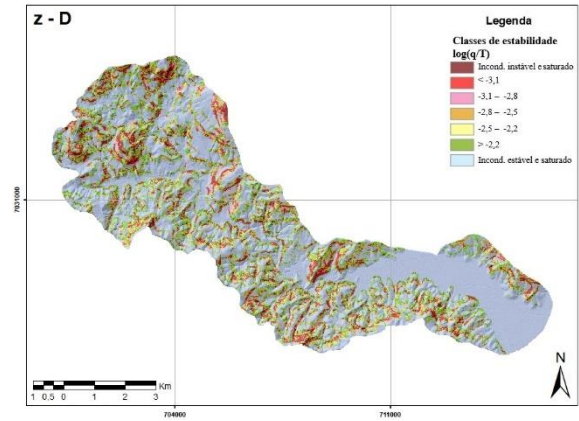 z - D
Legenda
Classes de estabilidade
log(q/T)
Incond. instável e saturado
< -3,1
-3,1 – -2,8
-2,8 – -2,5
-2,5 – -2,2
> -2,2
Incond. estável e saturado
7031000
N
Km
1 0,5 0 1 2 3
704000
711000